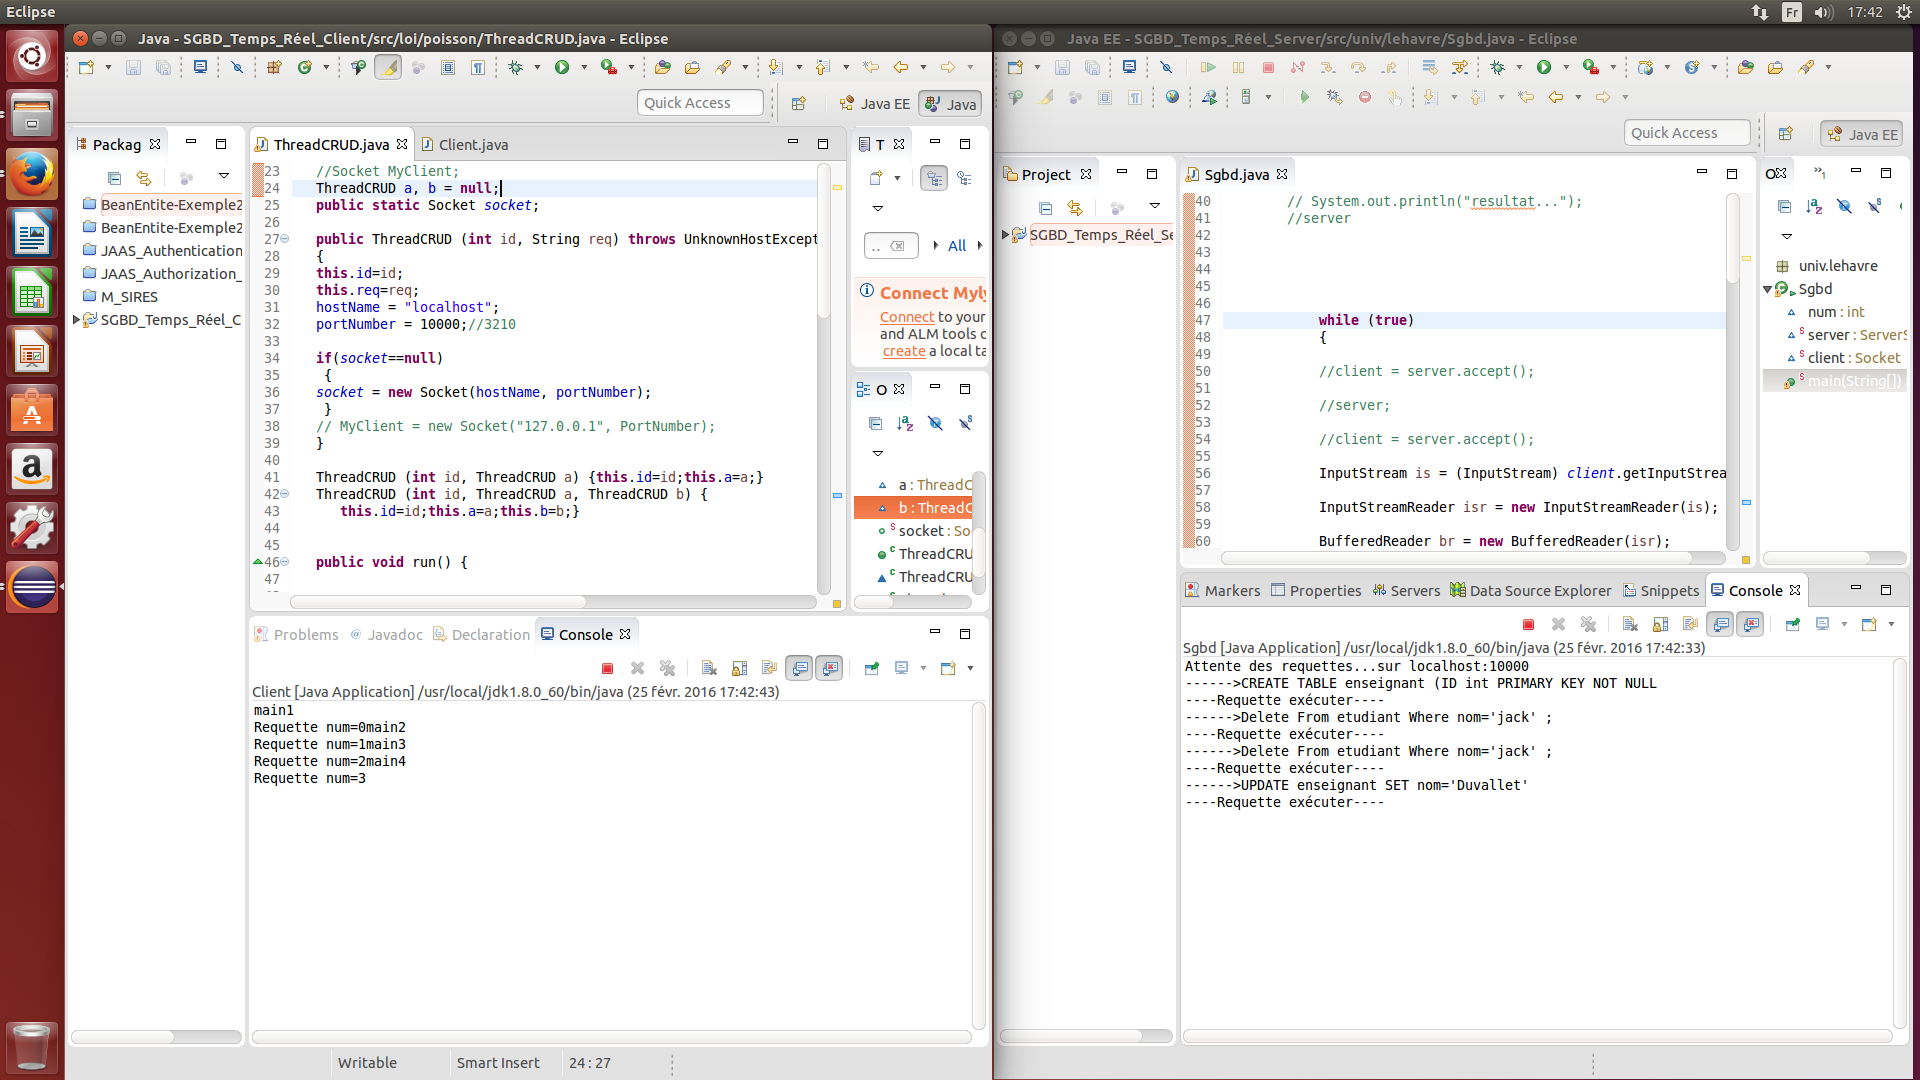 Eclipse
Fr
17:42
Java - SGBD_Temps_Réel_Client/src/loi/poisson/ThreadCRUD.java - Eclipse
Quick Access
Java EE
Java
Packag
BeanEntite-Exemple2
BeanEntite-Exemple2
JAAS_Authentication
JAAS_Authorization_
M_SIRES
SGBD_Temps_Réel_C
ThreadCRUD.java
Client.java
23 //Socket MyClient;
24 ThreadCRUD a, b = null;
25 public static Socket socket;
26
27 public ThreadCRUD (int id, String req) throws UnknownHostExcept
28 {
29 this.id=id;
30 this.req=req;
31 hostName = "localhost";
32 portNumber = 10000;//3210
33
34 if(socket==null)
35 {
36 socket = new Socket(hostName, portNumber);
37 }
38 // MyClient = new Socket("127.0.0.1", PortNumber);
39 }
40
41 ThreadCRUD (int id, ThreadCRUD a) {this.id=id;this.a=a;}
42 ThreadCRUD (int id, ThreadCRUD a, ThreadCRUD b) {
43 this.id=id;this.a=a;this.b=b;}
44
45
46 public void run() {
47
T
All
Connect Myly
Connect to your
and ALM tools o
create a local ta
O
a : ThreadC
b : ThreadC
socket : So
ThreadCRU
ThreadCRU
Problems
@ Javadoc
Declaration
Console
Client [Java Application] /usr/local/jdk1.8.0_60/bin/java (25 févr. 2016 17:42:43)
main1
Requette num=0main2
Requette num=1main3
Requette num=2main4
Requette num=3
Writable
Smart Insert
24 : 27
Java EE - SGBD_Temps_Réel_Server/src/univ/lehavre/Sgbd.java - Eclipse
Quick Access
Java EE
Project
SGBD_Temps_Réel_Se
Sgbd.java
40 // System.out.println("resultat...");
41 //server
42
43
44
45
46
47 while (true)
48 {
49
50 //client = server.accept();
51
52 //server;
53
54 //client = server.accept();
55
56 InputStream is = (InputStream) client.getInputStrea
57
58 InputStreamReader isr = new InputStreamReader(is);
59
60 BufferedReader br = new BufferedReader(isr);
univ.lehavre
Sgbd
num : int
server : ServerS
client : Socket
main(String[])
Markers
Properties
Servers
Data Source Explorer
Snippets
Console
Sgbd [Java Application] /usr/local/jdk1.8.0_60/bin/java (25 févr. 2016 17:42:33)
Attente des requettes...sur localhost:10000
------>CREATE TABLE enseignant (ID int PRIMARY KEY NOT NULL
----Requette exécuter----
------>Delete From etudiant Where nom='jack' ;
----Requette exécuter----
------>Delete From etudiant Where nom='jack' ;
----Requette exécuter----
------>UPDATE enseignant SET nom='Duvallet'
----Requette exécuter----